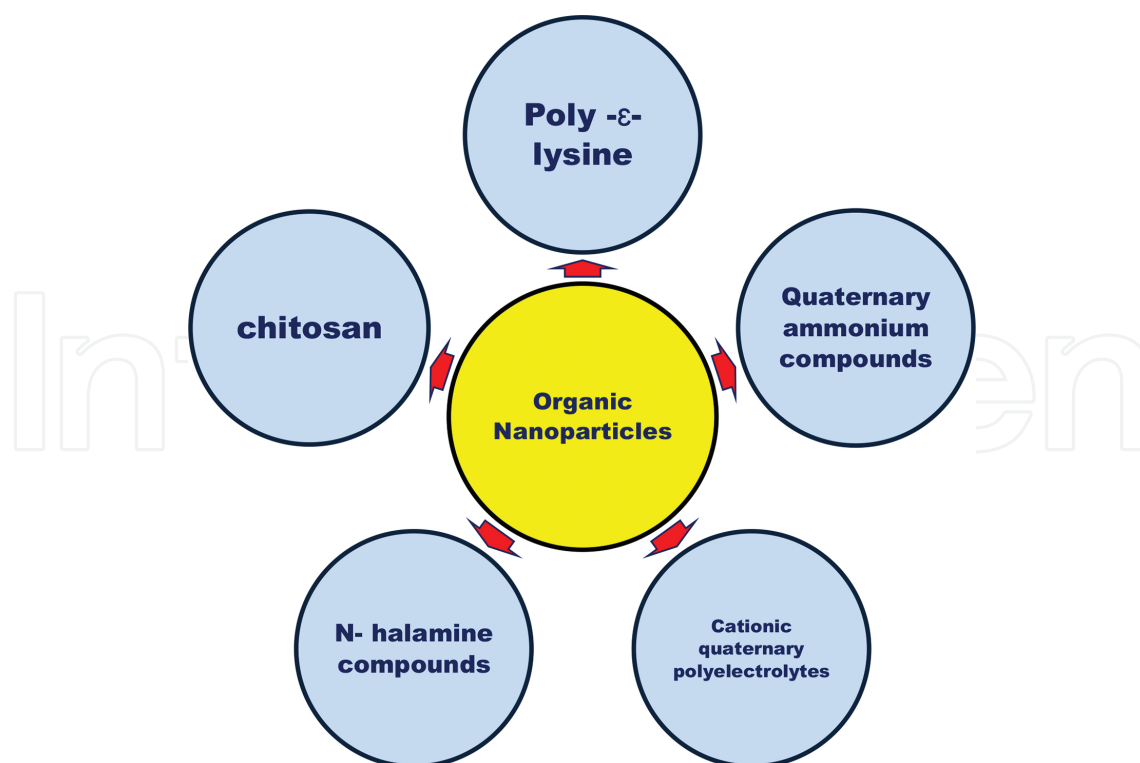 Poly -ε-
lysine
Quaternary
ammonium
compounds
chitosan
Organic
Nanoparticles
N- halamine
compounds
Cationic
quaternary
polyelectrolytes